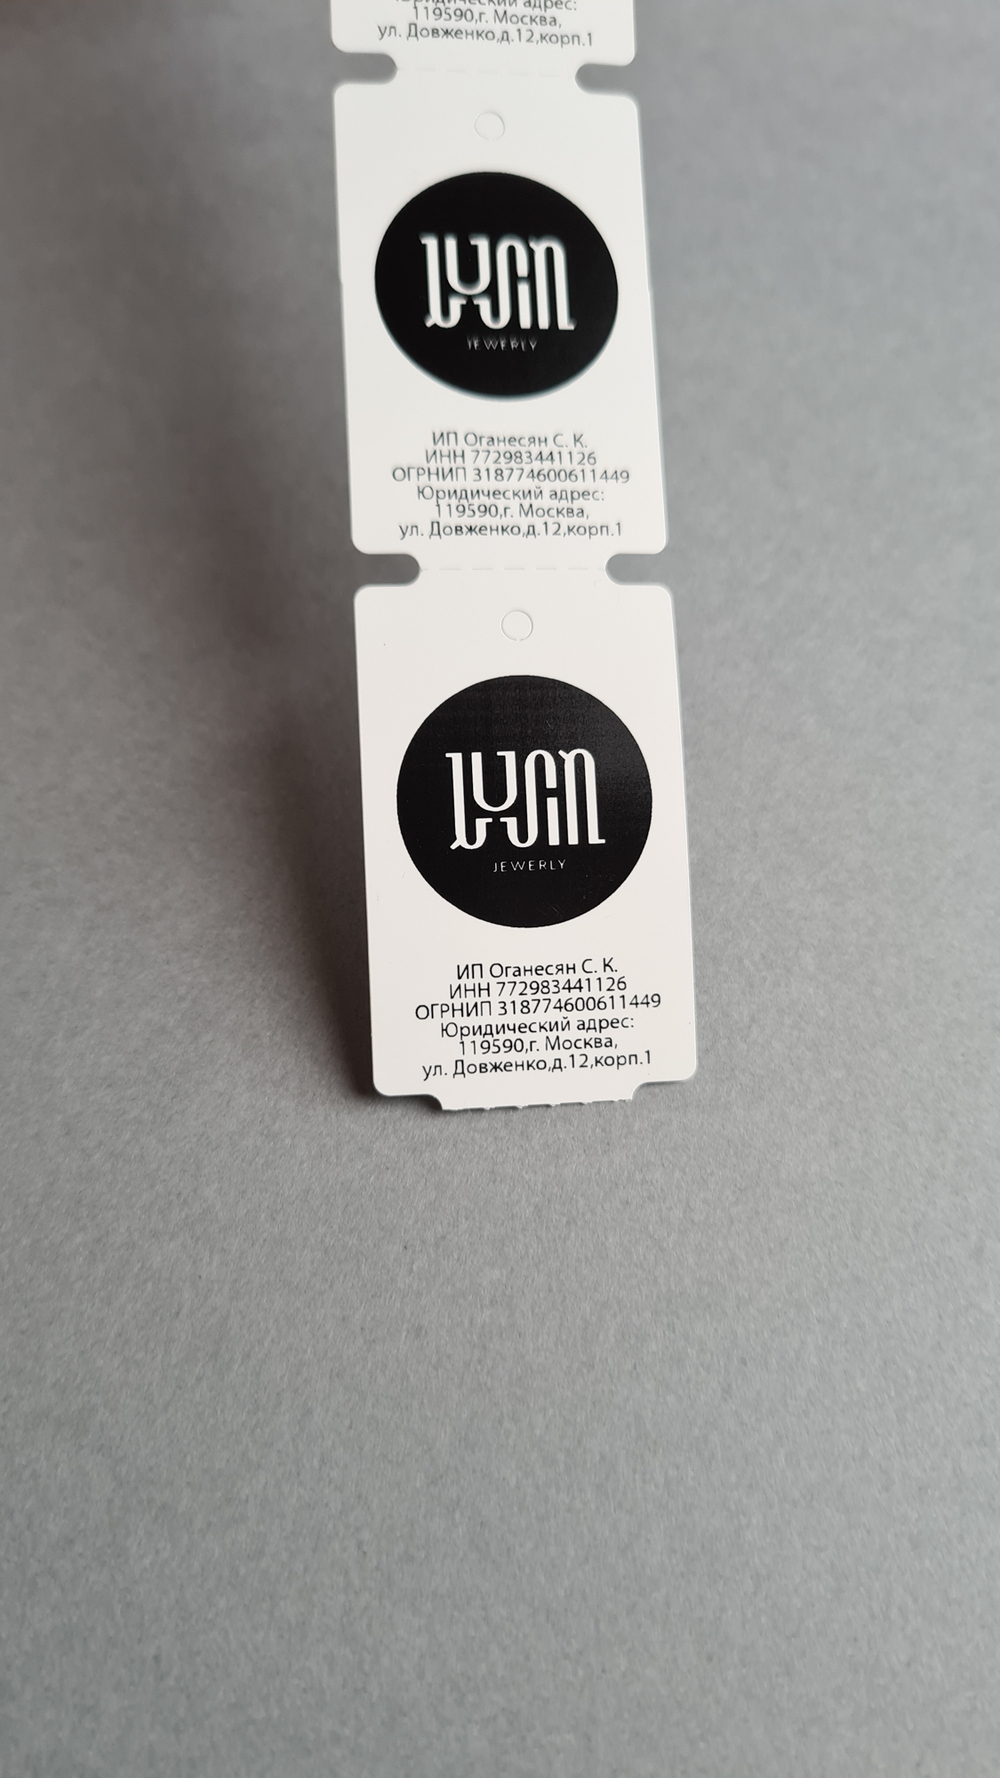 Юридический адрес:
119590,г. Москва,
ул. Довженко,д.12,корп.1
JEWERLY
ИП Оганесян С. К.
ИНН 772983441126
ОГРНИП 318774600611449
Юридический адрес:
119590,г. Москва,
ул. Довженко,д.12,корп.1
JEWERLY
ИП Оганесян С. К.
ИНН 772983441126
ОГРНИП 318774600611449
Юридический адрес:
119590,г. Москва,
ул. Довженко,д.12,корп.1